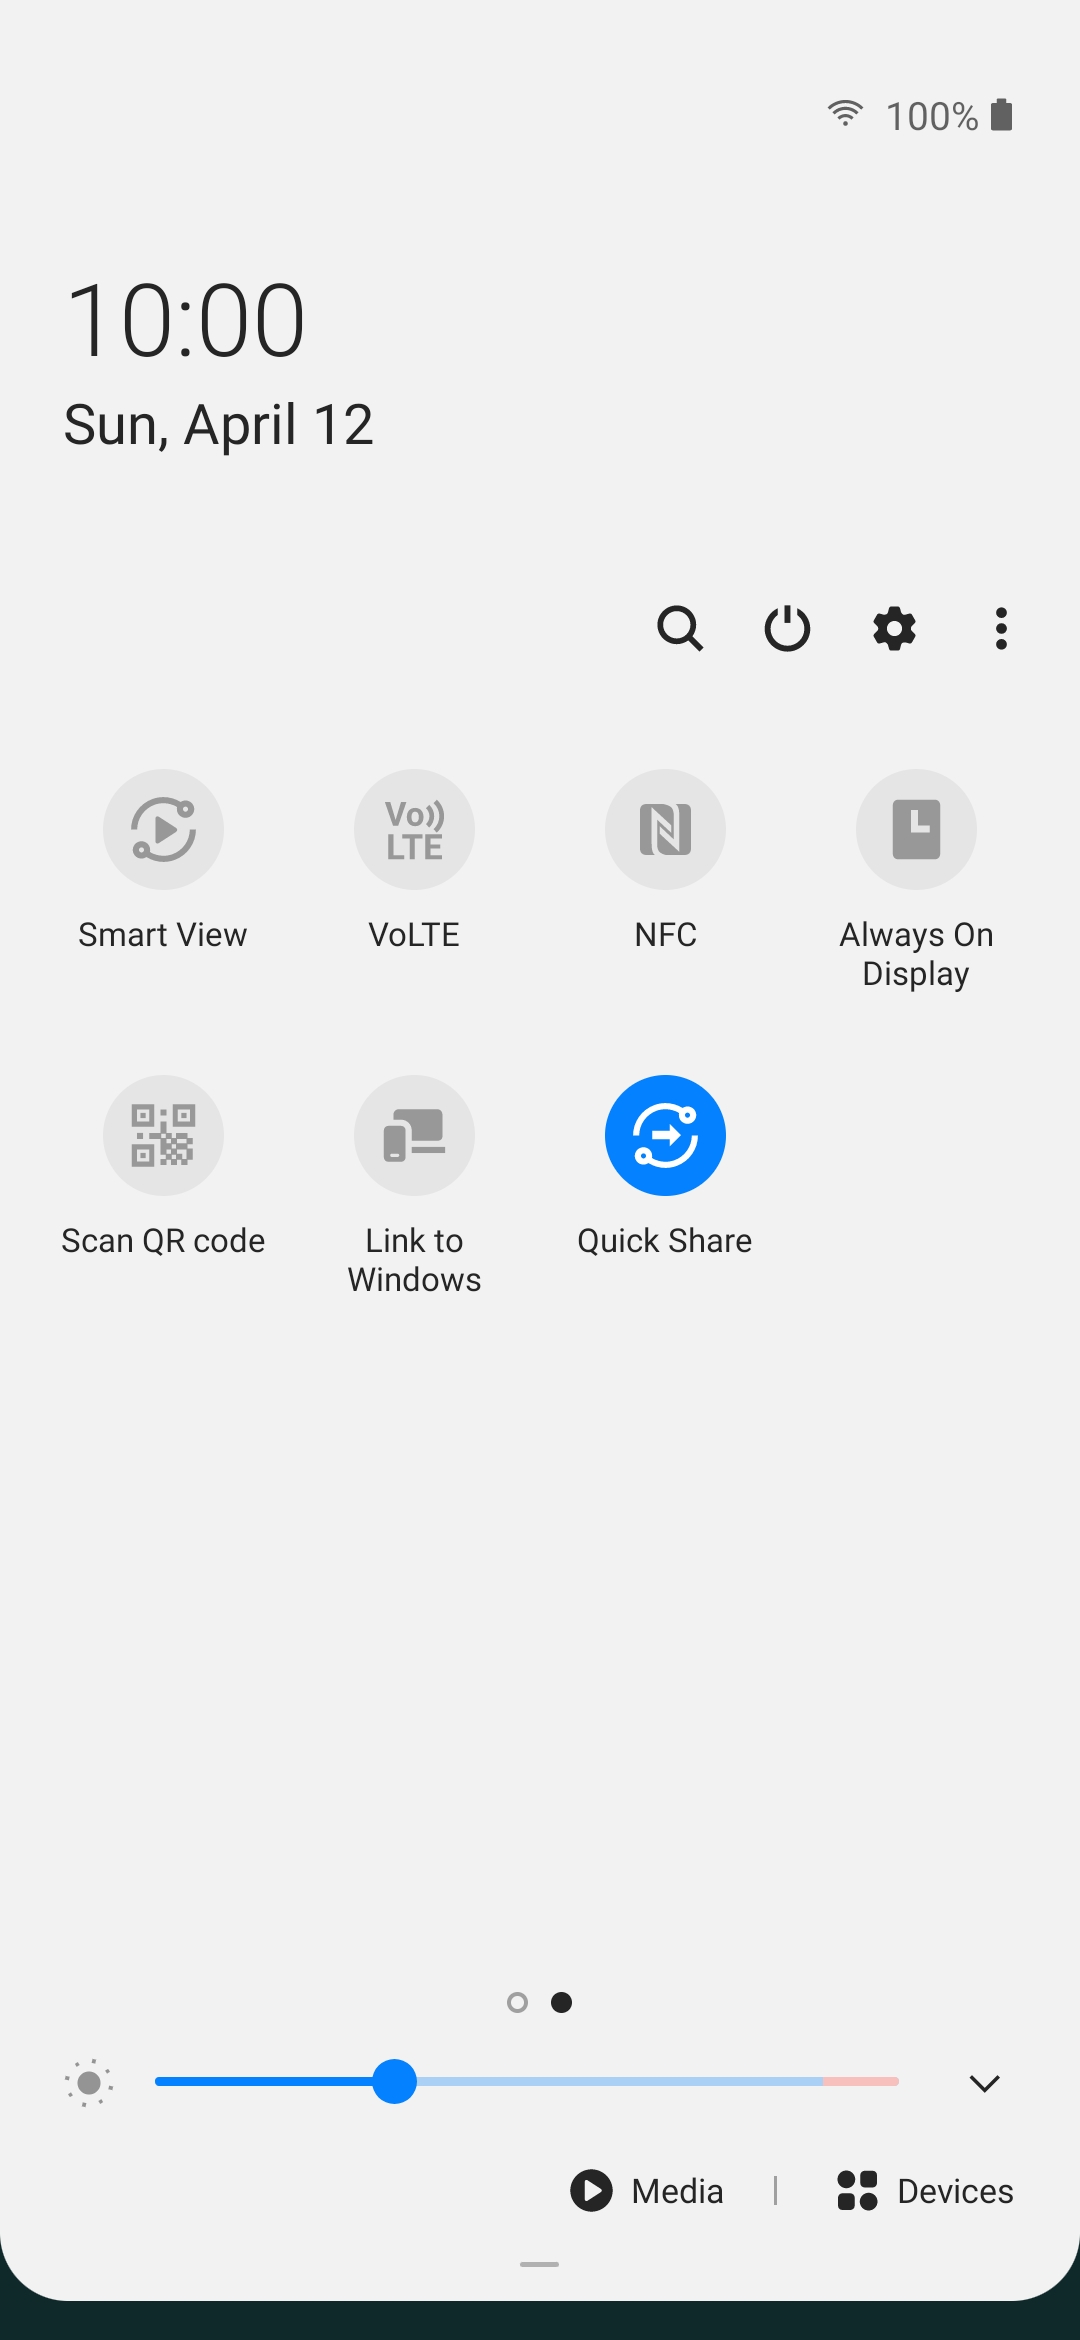 100%
10:00
Sun, April 12
Vo
LTE
Smart View
VoLTE
NFC
Always On
Display
Scan QR code
Link to
Windows
Quick Share
Media
Devices